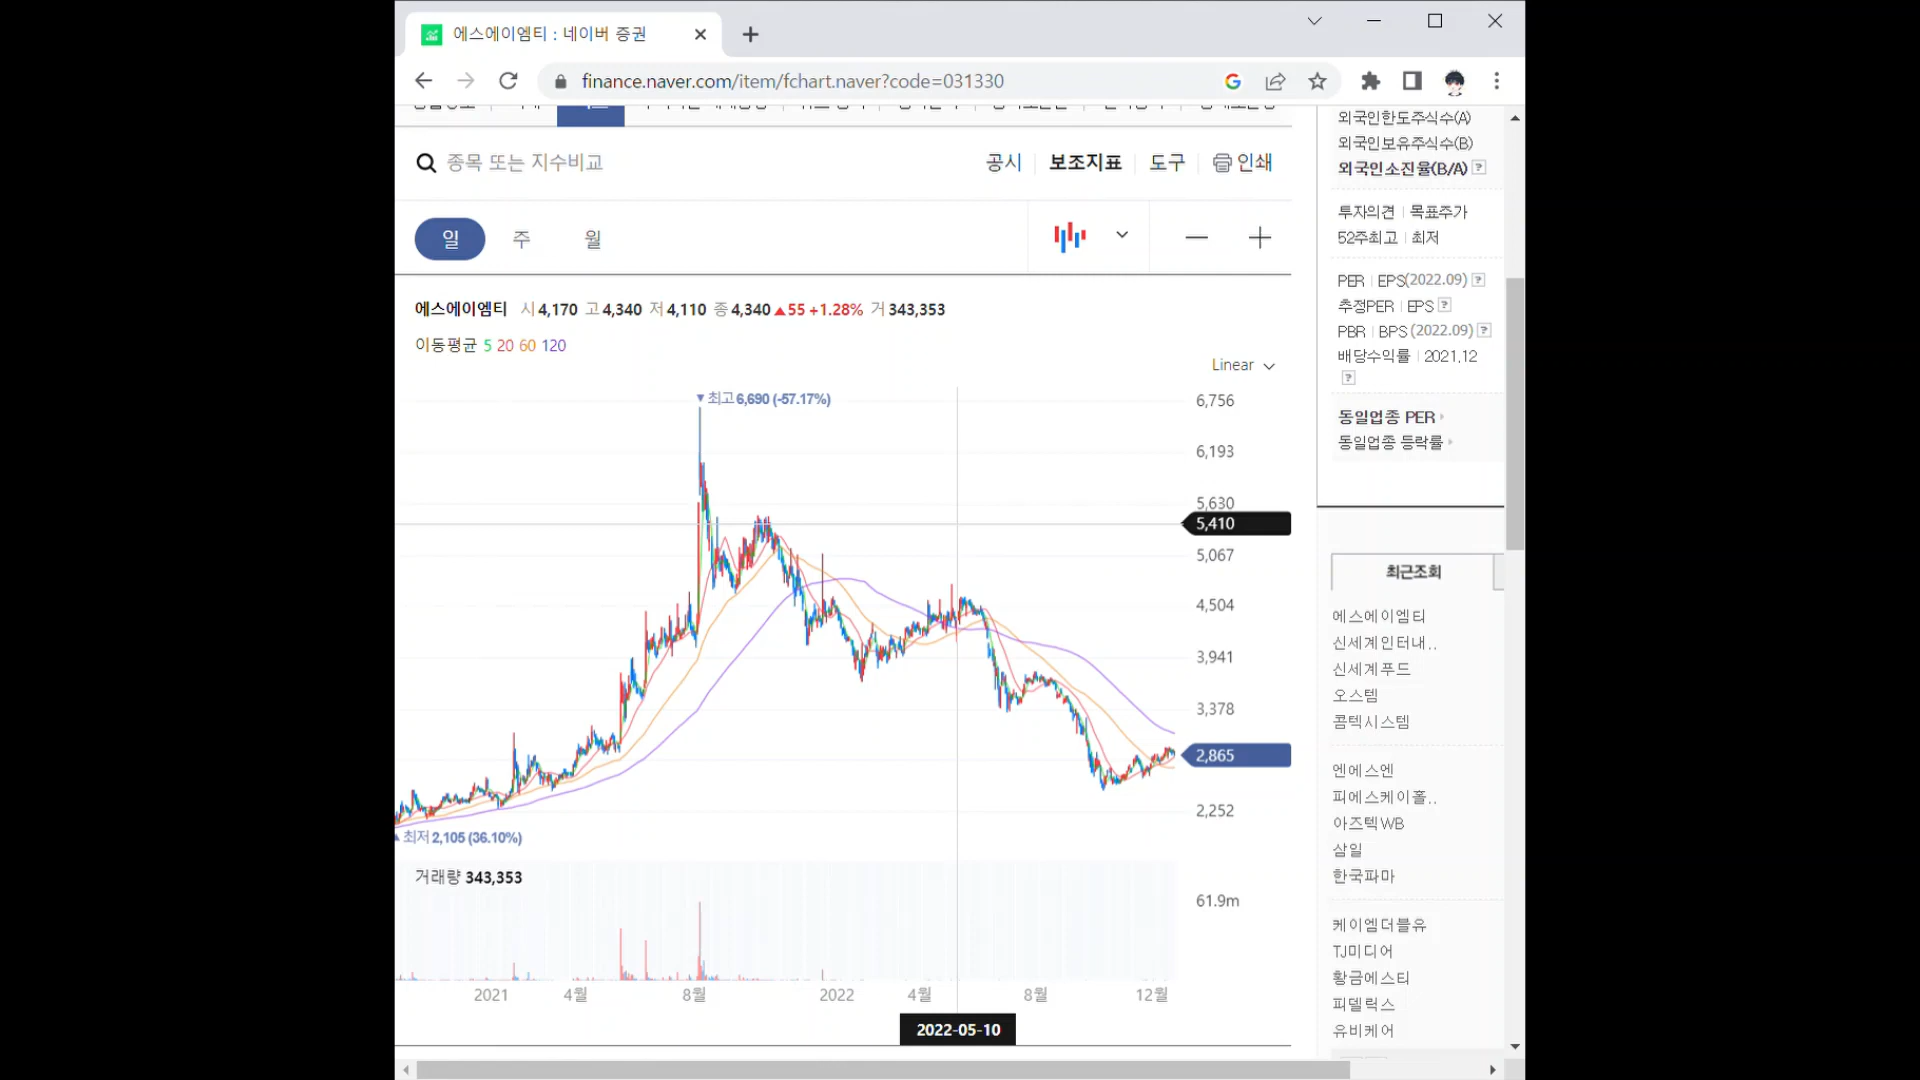 에스에이엠티 : 네이버 증권
finance.naver.com/item/fchart.naver?code=031330
종목 또는 지수비교
공시 보조지표 도구 인쇄
일 주 월
에스에이엠티 시 4,170 고 4,340 저 4,110 종 4,340 ▲55 +1.28% 거 343,353
이동평균 5 20 60 120
Linear
▼최고 6,690 (-57.17%)
6,756
6,193
5,630
5,410
5,067
4,504
3,941
3,378
2,865
2,252
▲최저 2,105 (36.10%)
거래량 343,353
61.9m
2021 4월 8월 2022 4월 8월 12월
2022-05-10
외국인한도주식수(A)
외국인보유주식수(B)
외국인소진율(B/A) ?
투자의견 | 목표주가
52주최고 | 최저
PER | EPS(2022.09) ?
추정PER | EPS ?
PBR | BPS (2022.09) ?
배당수익률 | 2021.12
?
동일업종 PER
동일업종 등락률
최근조회
에스에이엠티
신세계인터내..
신세계푸드
오스템
콤텍시스템
엔에스엔
피에스케이홀..
아즈텍WB
삼일
한국파마
케이엠더블유
TJ미디어
황금에스티
피델릭스
유비케어